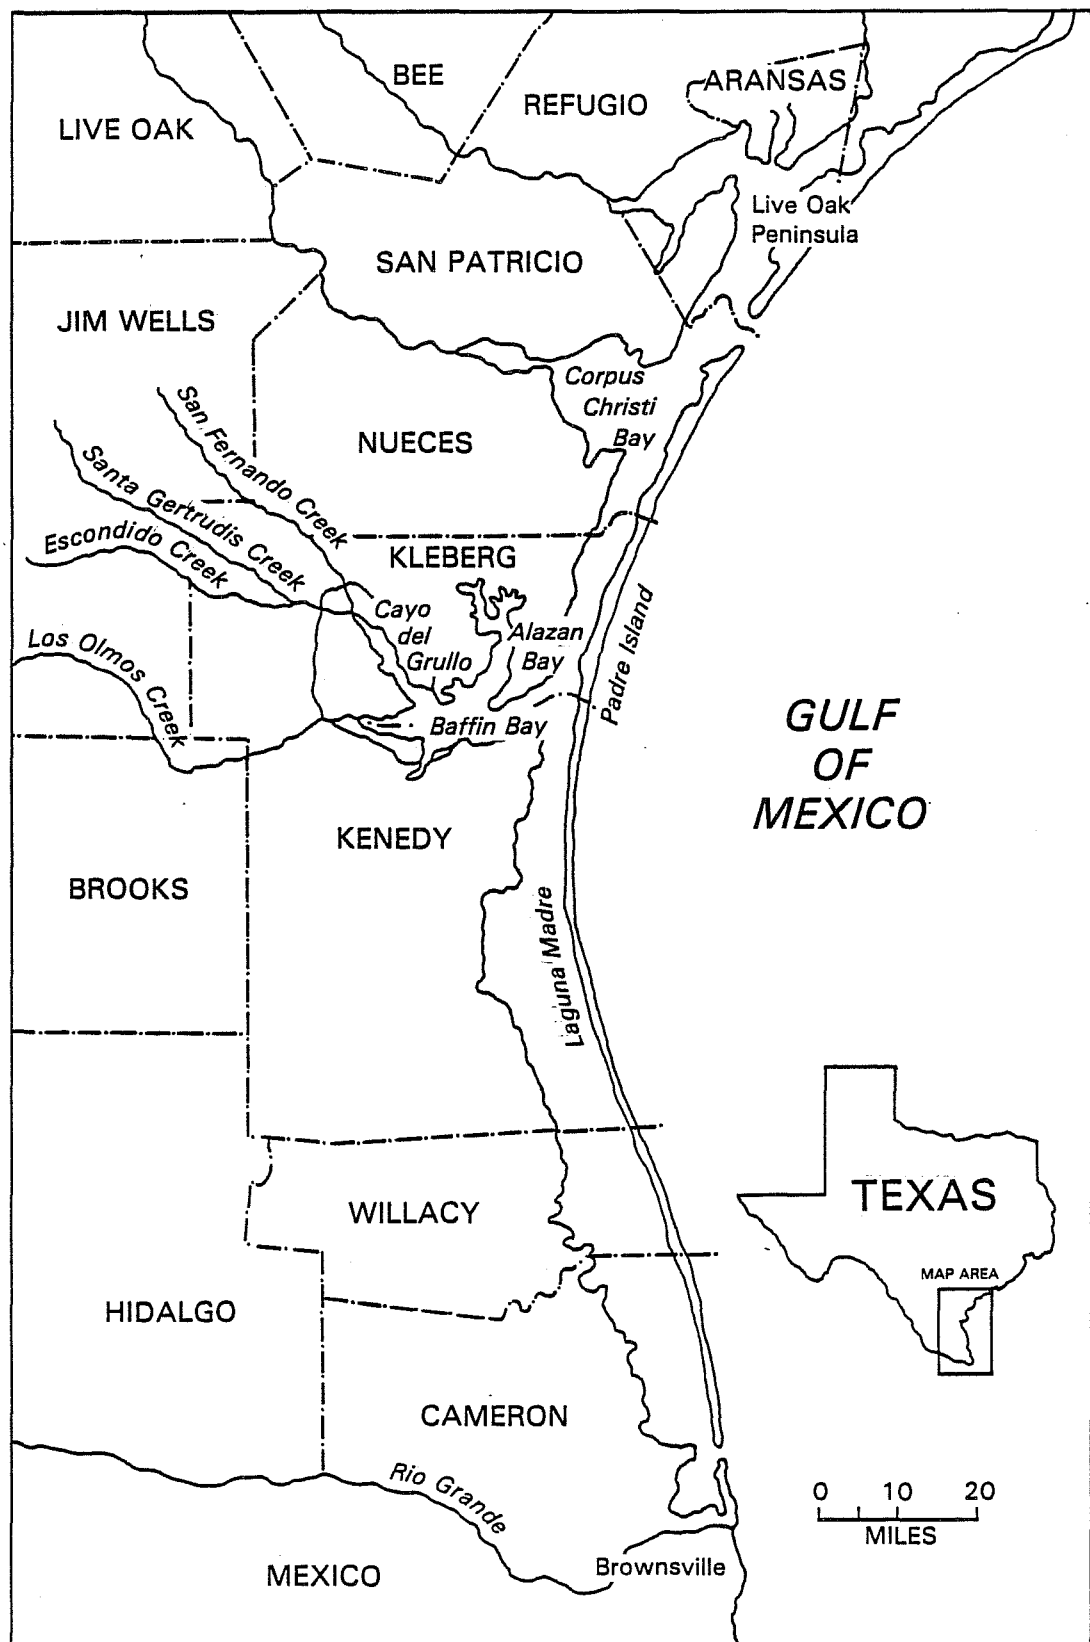 BEE
ARANSAS
REFUGIO
LIVE OAK
Live Oak
Peninsula
SAN PATRICIO
JIM WELLS
Corpus
Christi
Bay
San Fernando Creek
NUECES
Santa Gertrudis Creek
Escondido Creek
KLEBERG
Cayo
del
Grullo
Alazan
Bay
Padre Island
Los Olmos Creek
Baffin Bay
GULF
OF
MEXICO
KENEDY
BROOKS
Laguna Madre
TEXAS
WILLACY
MAP AREA
HIDALGO
CAMERON
Rio Grande
0 10 20
MILES
Brownsville
MEXICO